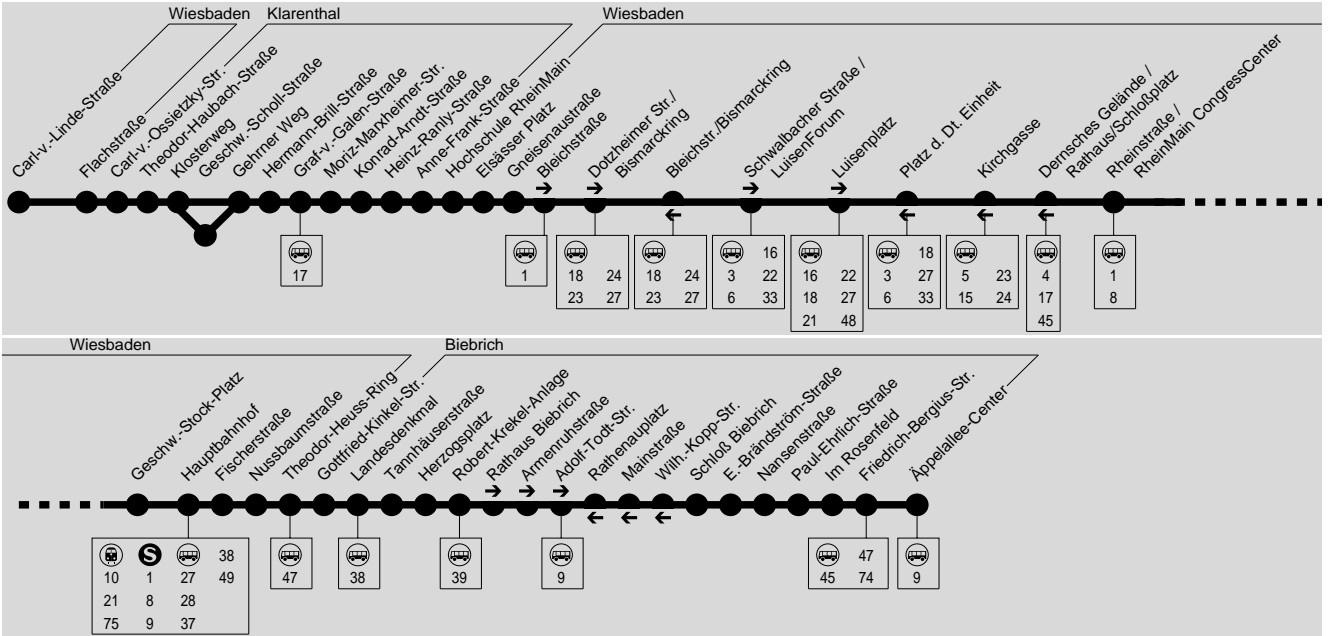 Wiesbaden
Klarenthal
Wiesbaden
Carl-v.-Linde-Straße
Flachstraße
Carl-v.-Ossietzky-Str.
Theodor-Haubach-Straße
Klosterweg
Geschw.-Scholl-Straße
Gehrner Weg
Hermann-Brill-Straße
Graf-v.-Galen-Straße
Moriz-Marxheimer-Str.
Konrad-Arndt-Straße
Heinz-Ranly-Straße
Anne-Frank-Straße
Hochschule RheinMain
Elsässer Platz
Gneisenaustraße
Bleichstraße
Dotzheimer Str./
Bismarckring
Bleichstr./Bismarckring
Schwalbacher Straße /
LuisenForum
Luisenplatz
Platz d. Dt. Einheit
Kirchgasse
Dernsches Gelände /
Rathaus/Schloßplatz
Rheinstraße /
RheinMain CongressCenter
17
1
18 24
23 27
18 24
23 27
16
3 22
6 33
16 22
18 27
21 48
18
3 27
6 33
5 23
15 24
4
17
45
1
8
Wiesbaden
Biebrich
Geschw.-Stock-Platz
Hauptbahnhof
Fischerstraße
Nussbaumstraße
Theodor-Heuss-Ring
Gottfried-Kinkel-Str.
Landesdenkmal
Tannhäuserstraße
Herzogsplatz
Robert-Krekel-Anlage
Rathaus Biebrich
Armenruhstraße
Adolf-Todt-Str.
Rathenauplatz
Mainstraße
Wilh.-Kopp-Str.
Schloß Biebrich
E.-Brändström-Straße
Nansenstraße
Paul-Ehrlich-Straße
Im Rosenfeld
Friedrich-Bergius-Str.
Äppelallee-Center
S 38
10 1 27 49
21 8 28
75 9 37
47
38
39
9
47
45 74
9